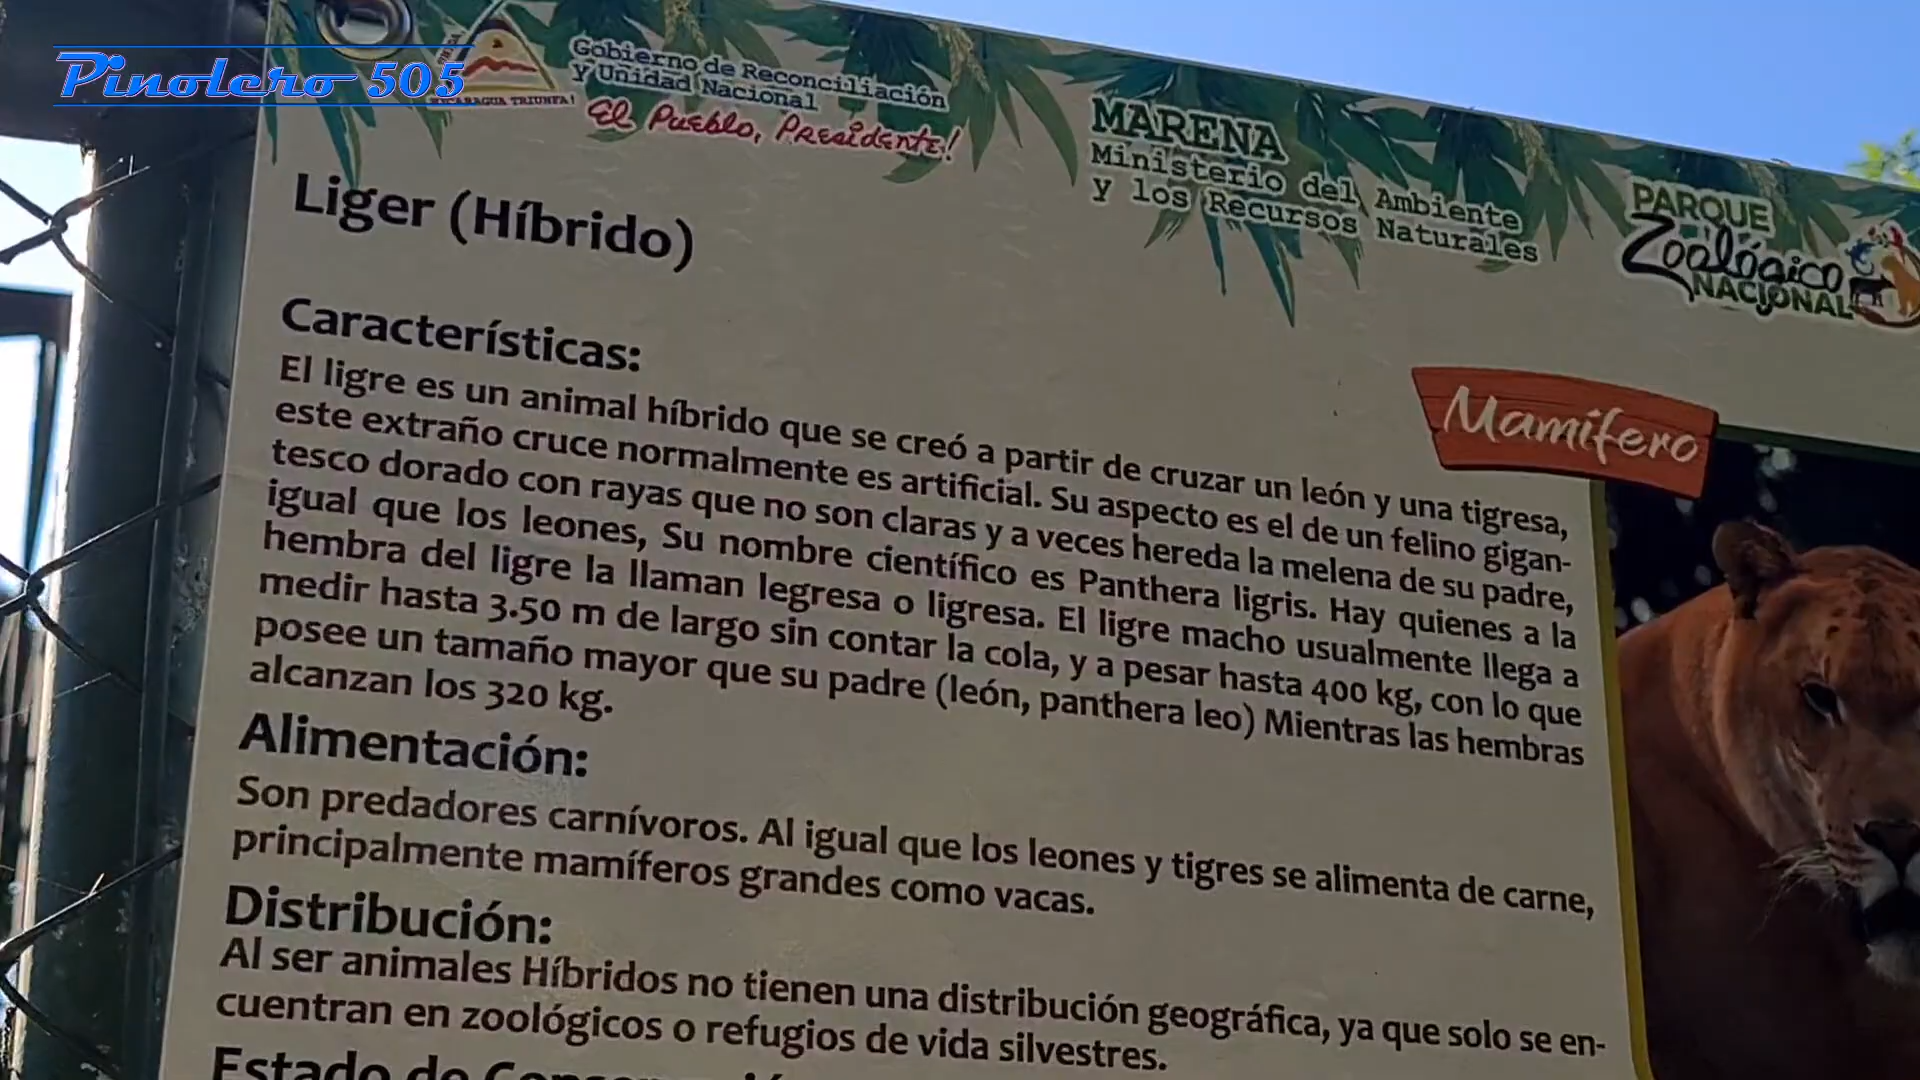 Pinolero 505
NICARAGUA TRIUNFA!
Gobierno de Reconciliación
y Unidad Nacional
El Pueblo, Presidente!
MARENA
Ministerio del Ambiente
y los Recursos Naturales
PARQUE
Zoológico
NACIONAL
Liger (Híbrido)
Mamífero
Características:
El ligre es un animal híbrido que se creó a partir de cruzar un león y una tigresa,
este extraño cruce normalmente es artificial. Su aspecto es el de un felino gigan-
tesco dorado con rayas que no son claras y a veces hereda la melena de su padre,
igual que los leones, Su nombre científico es Panthera ligris. Hay quienes a la
hembra del ligre la llaman legresa o ligresa. El ligre macho usualmente llega a
medir hasta 3.50 m de largo sin contar la cola, y a pesar hasta 400 kg, con lo que
posee un tamaño mayor que su padre (león, panthera leo) Mientras las hembras
alcanzan los 320 kg.
Alimentación:
Son predadores carnívoros. Al igual que los leones y tigres se alimenta de carne,
principalmente mamíferos grandes como vacas.
Distribución:
Al ser animales Híbridos no tienen una distribución geográfica, ya que solo se en-
cuentran en zoológicos o refugios de vida silvestres.
Estado de